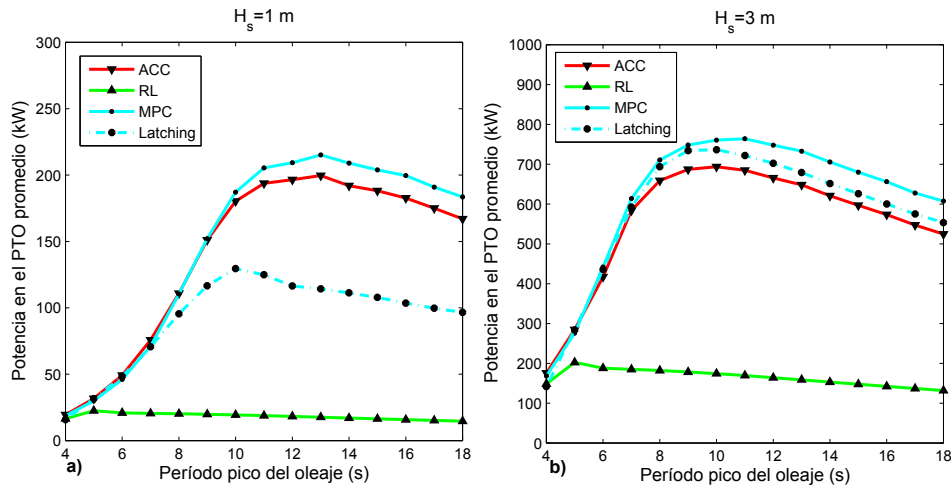 H_s=1 m
300
250
200
150
100
50
0
Potencia en el PTO promedio (kW)
ACC
RL
MPC
Latching
4 6 8 10 12 14 16 18
a)
Período pico del oleaje (s)
H_s=3 m
1000
900
800
700
600
500
400
300
200
100
0
Potencia en el PTO promedio (kW)
ACC
RL
MPC
Latching
4 6 8 10 12 14 16 18
b)
Período pico del oleaje (s)